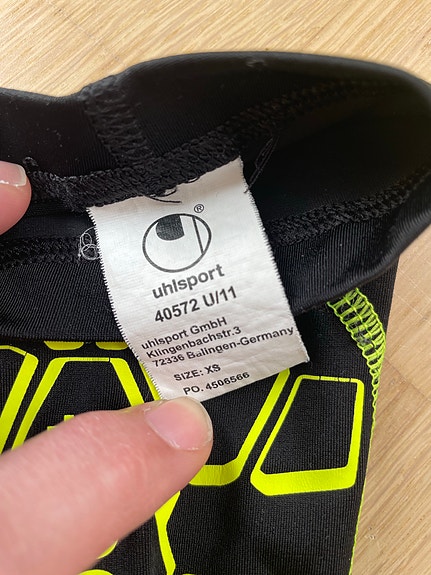 ®
uhlsport
40572 U/11
uhlsport GmbH
Klingenbachstr.3
72336 Balingen-Germany
SIZE: XS
PO. 4506566